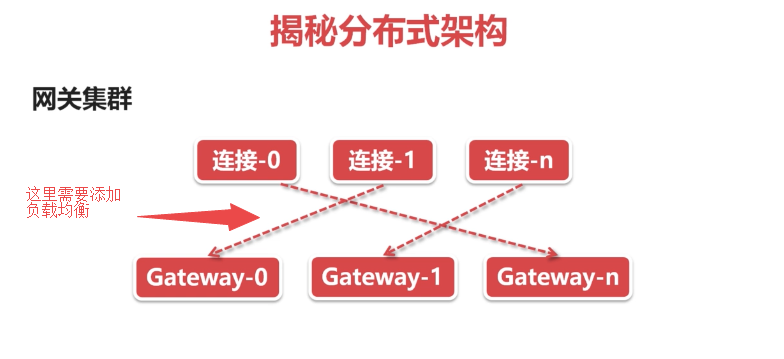 揭秘分布式架构
网关集群
连接-0
连接-1
连接-n
这里需要添加
负载均衡
Gateway-0
Gateway-1
Gateway-n